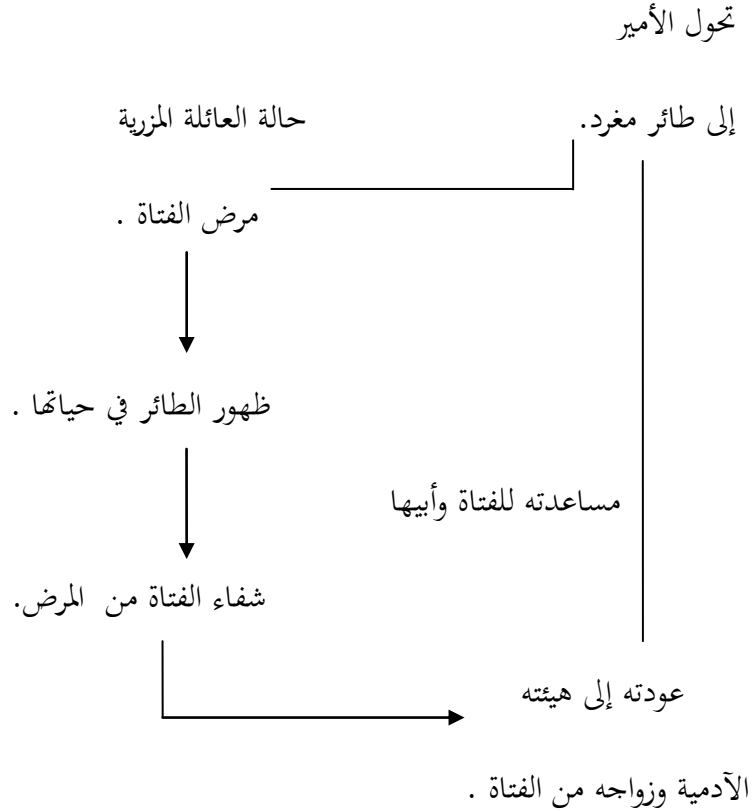 تحول الأمير
إلى طائر مغرد.
حالة العائلة المزرية
مرض الفتاة .
ظهور الطائر في حياتها .
مساعدته للفتاة وأبيها
شفاء الفتاة من المرض.
عودته إلى هيئته
الآدمية وزواجه من الفتاة .